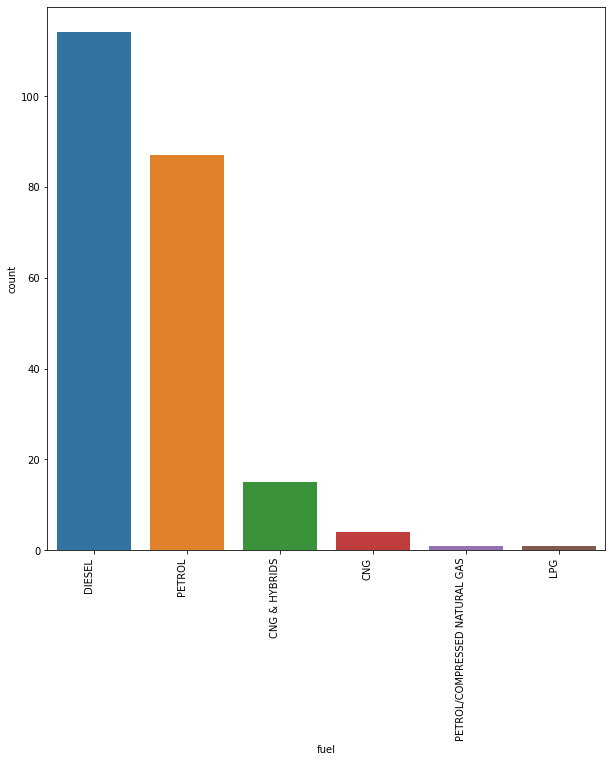 count
100
80
60
40
20
0
DIESEL
PETROL
CNG & HYBRIDS
CNG
PETROL/COMPRESSED NATURAL GAS
LPG
fuel